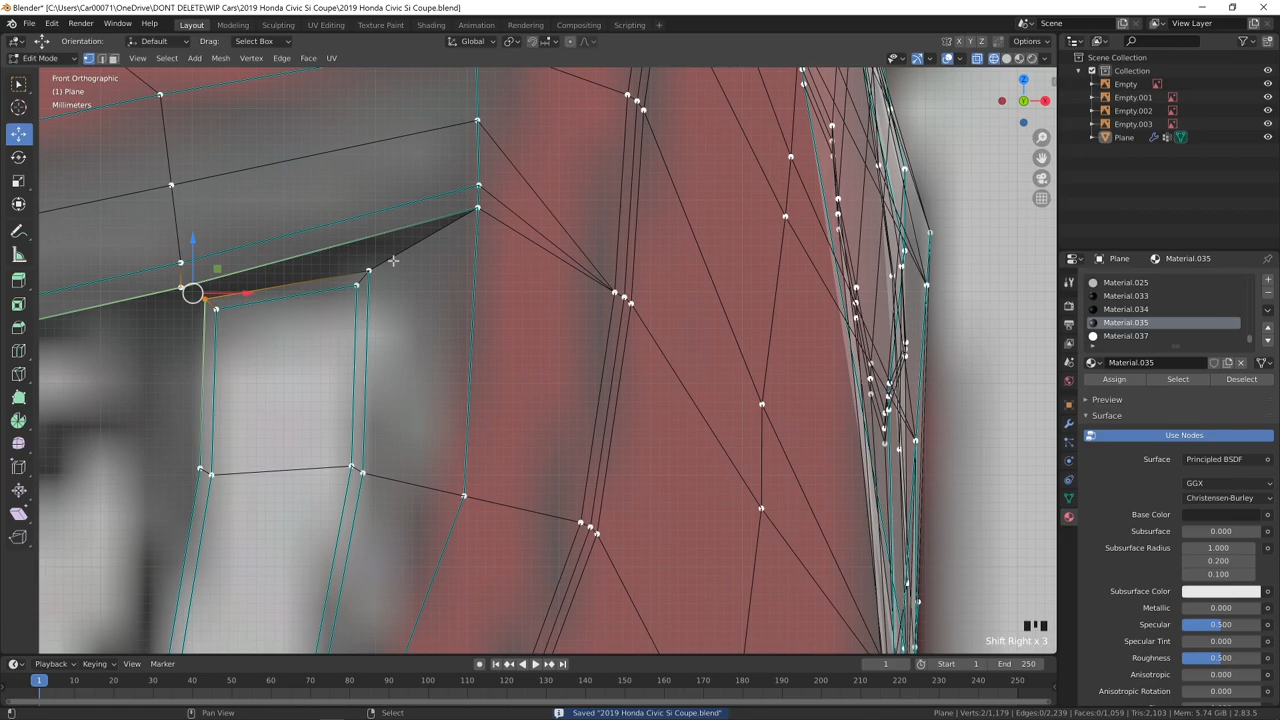 Blender* [C:\Users\Car00071\OneDrive\DONT DELETE\WIP Cars\2019 Honda Civic Si Coupe\2019 Honda Civic Si Coupe.blend]
File Edit Render Window Help Layout Modeling Sculpting UV Editing Texture Paint Shading Animation Rendering Compositing Scripting Scene View Layer
Orientation: Default Drag: Select Box Global X Y Z Options
Edit Mode View Select Add Mesh Vertex Edge Face UV
Front Orthographic
(1) Plane
Millimeters
Z
Y
X
Scene Collection
Collection
Empty
Empty.001
Empty.002
Empty.003
Plane
Plane Material.035
Material.025
Material.033
Material.034
Material.035
Material.037
Material.035
Assign Select Deselect
Preview
Surface
Use Nodes
Surface Principled BSDF
GGX
Christensen-Burley
Base Color
Subsurface 0.000
Subsurface Radius 1.000
0.200
0.100
Subsurface Color
Metallic 0.000
Specular 0.500
Specular Tint 0.000
Roughness 0.500
Anisotropic 0.000
Anisotropic Rotation 0.000
Shift Right x 3
Playback Keying View Marker 1 Start 1 End 250
1 10 20 30 40 50 60 70 80 90 100 110 120 130 140 150 160 170 180 190 200 210 220 230 240 250
Pan View Select Saved "2019 Honda Civic Si Coupe.blend" Plane | Verts:2/1,179 | Edges:0/2,239 | Faces:0/1,059 | Tris:2,103 | Mem: 5.74 GiB | 2.83.5